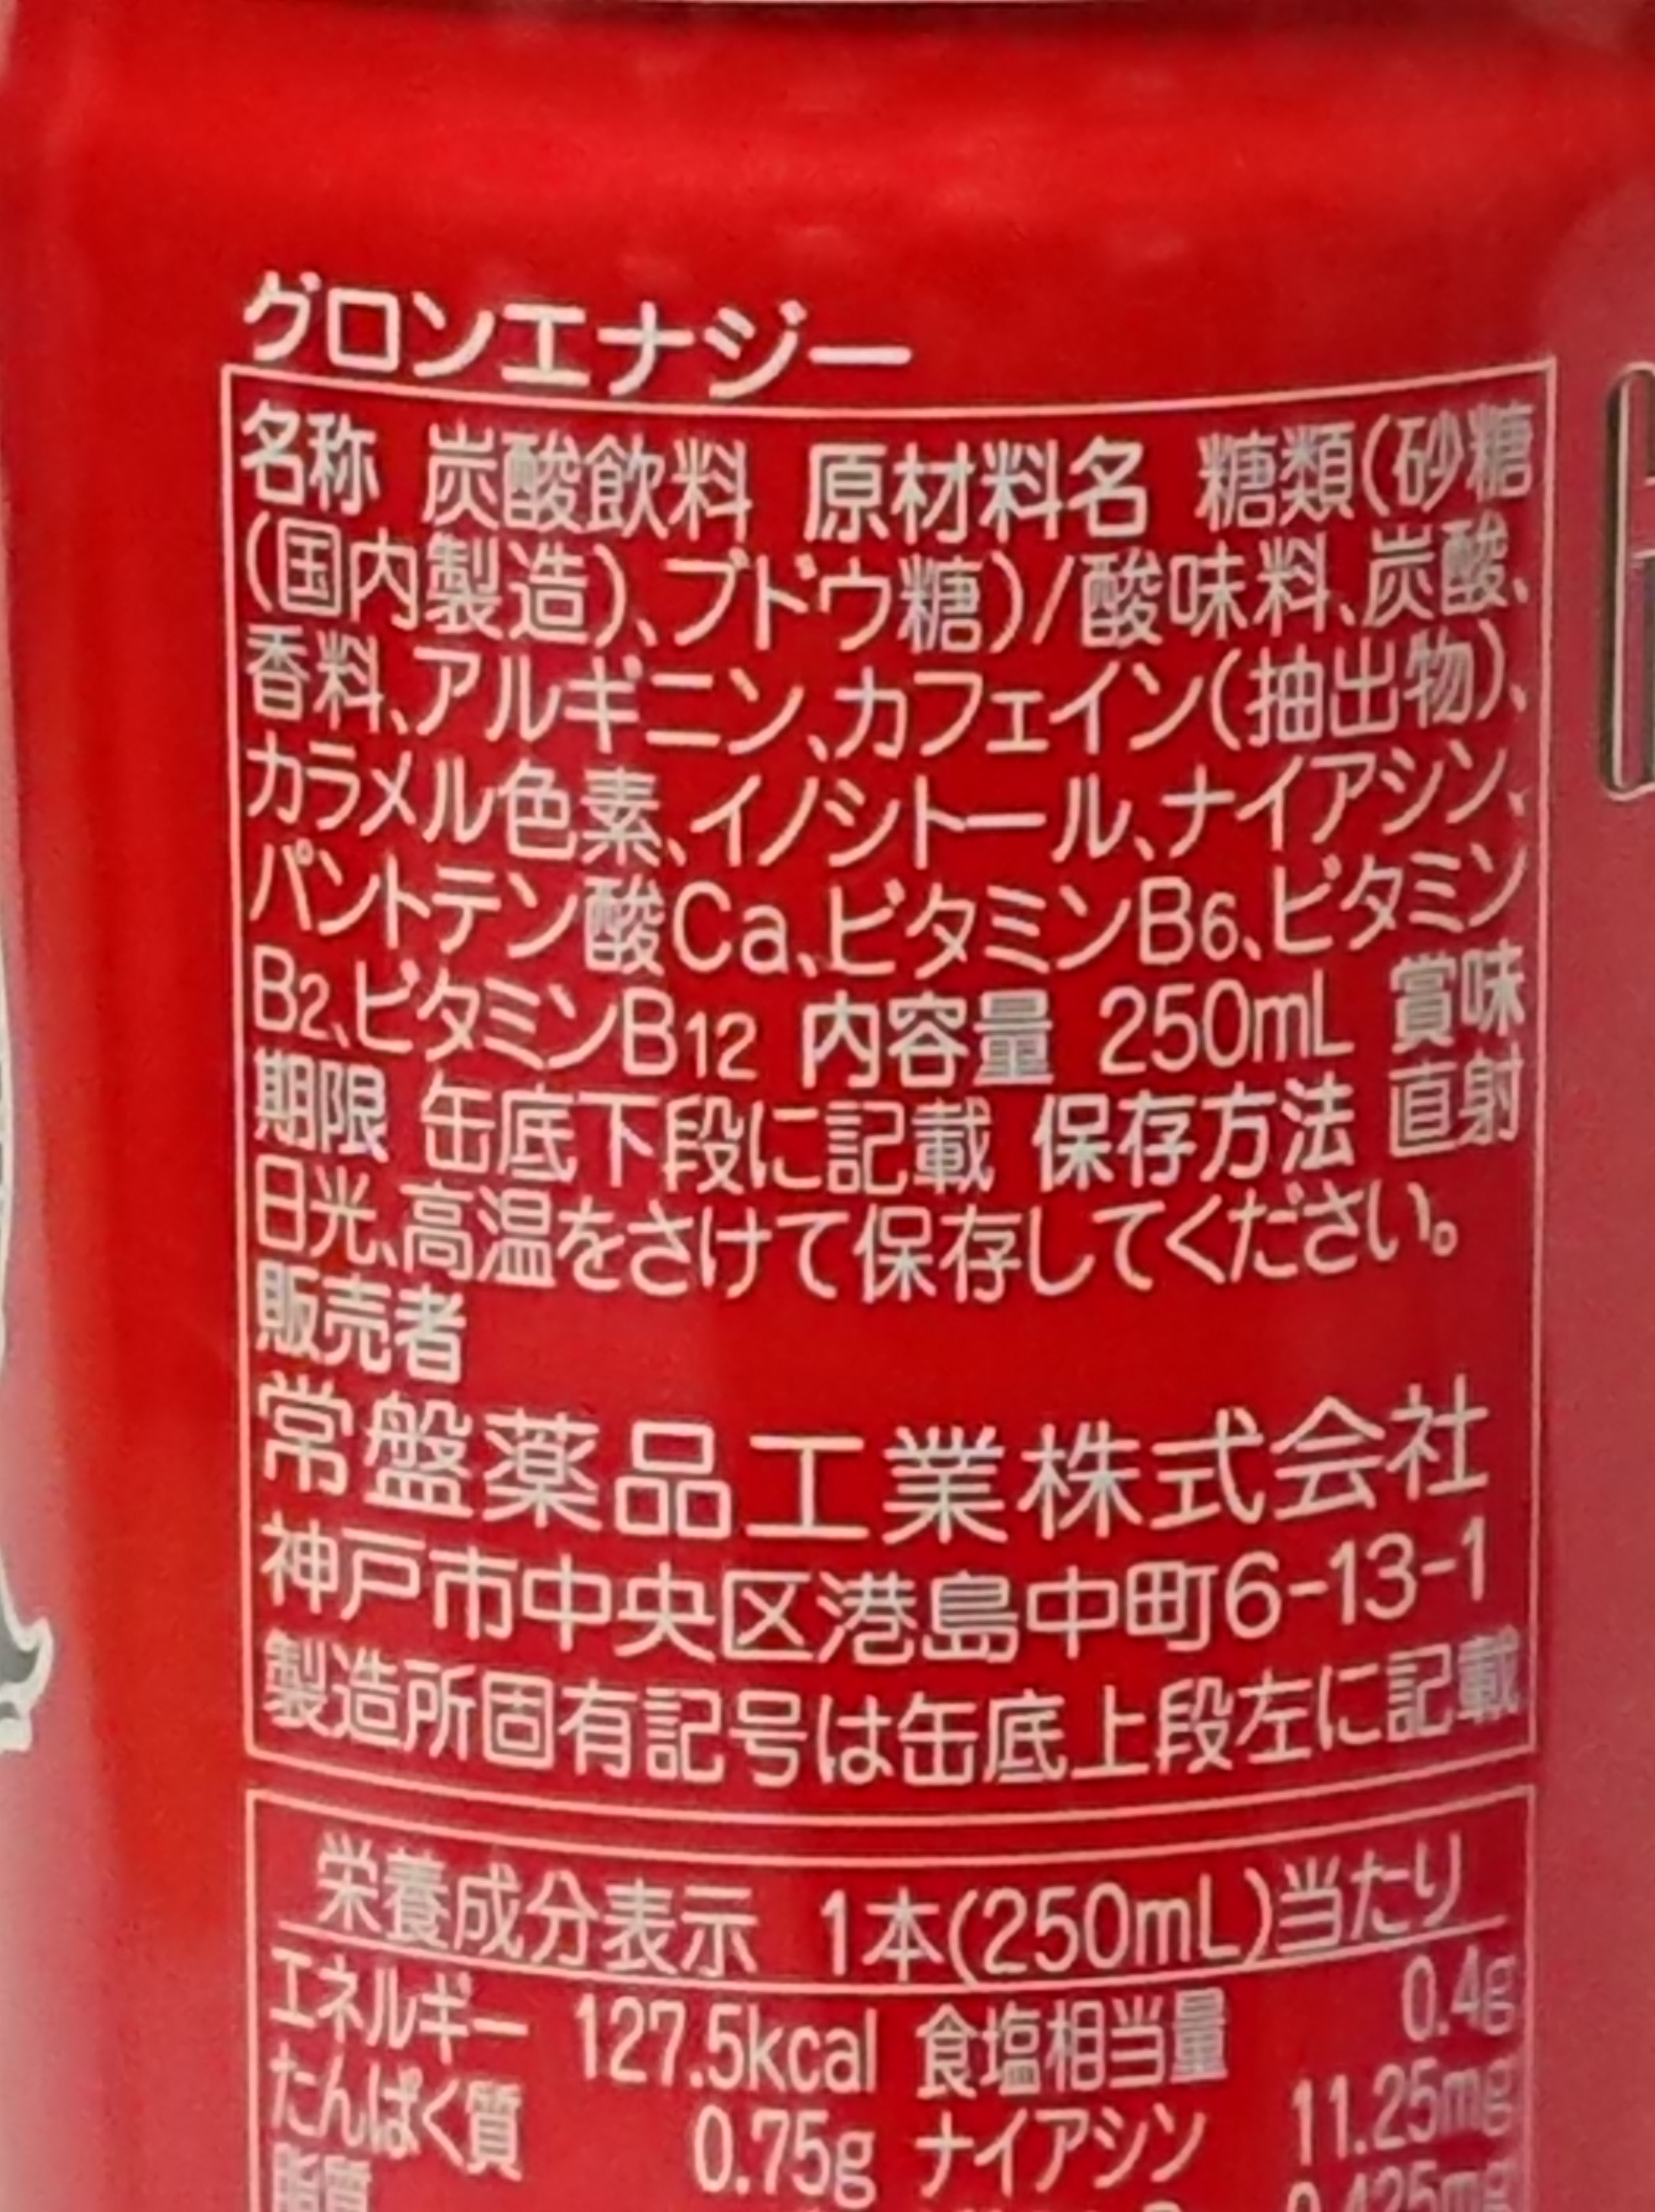 グロンエナジー
名称 炭酸飲料 原材料名 糖類(砂糖
(国内製造)、ブドウ糖)/酸味料、炭酸、
香料、アルギニン、カフェイン(抽出物)、
カラメル色素、イノシトール、ナイアシン、
パントテン酸Ca、ビタミンB6、ビタミン
B2、ビタミンB12 内容量 250mL 賞味
期限 缶底下段に記載 保存方法 直射
日光、高温をさけて保存してください。
販売者
常盤薬品工業株式会社
神戸市中央区港島中町6-13-1
製造所固有記号は缶底上段左に記載
栄養成分表示 1本(250mL)当たり
エネルギー 127.5kcal 食塩相当量 0.4g
たんぱく質 0.75g ナイアシン 11.25mg
脂質 0.425mg